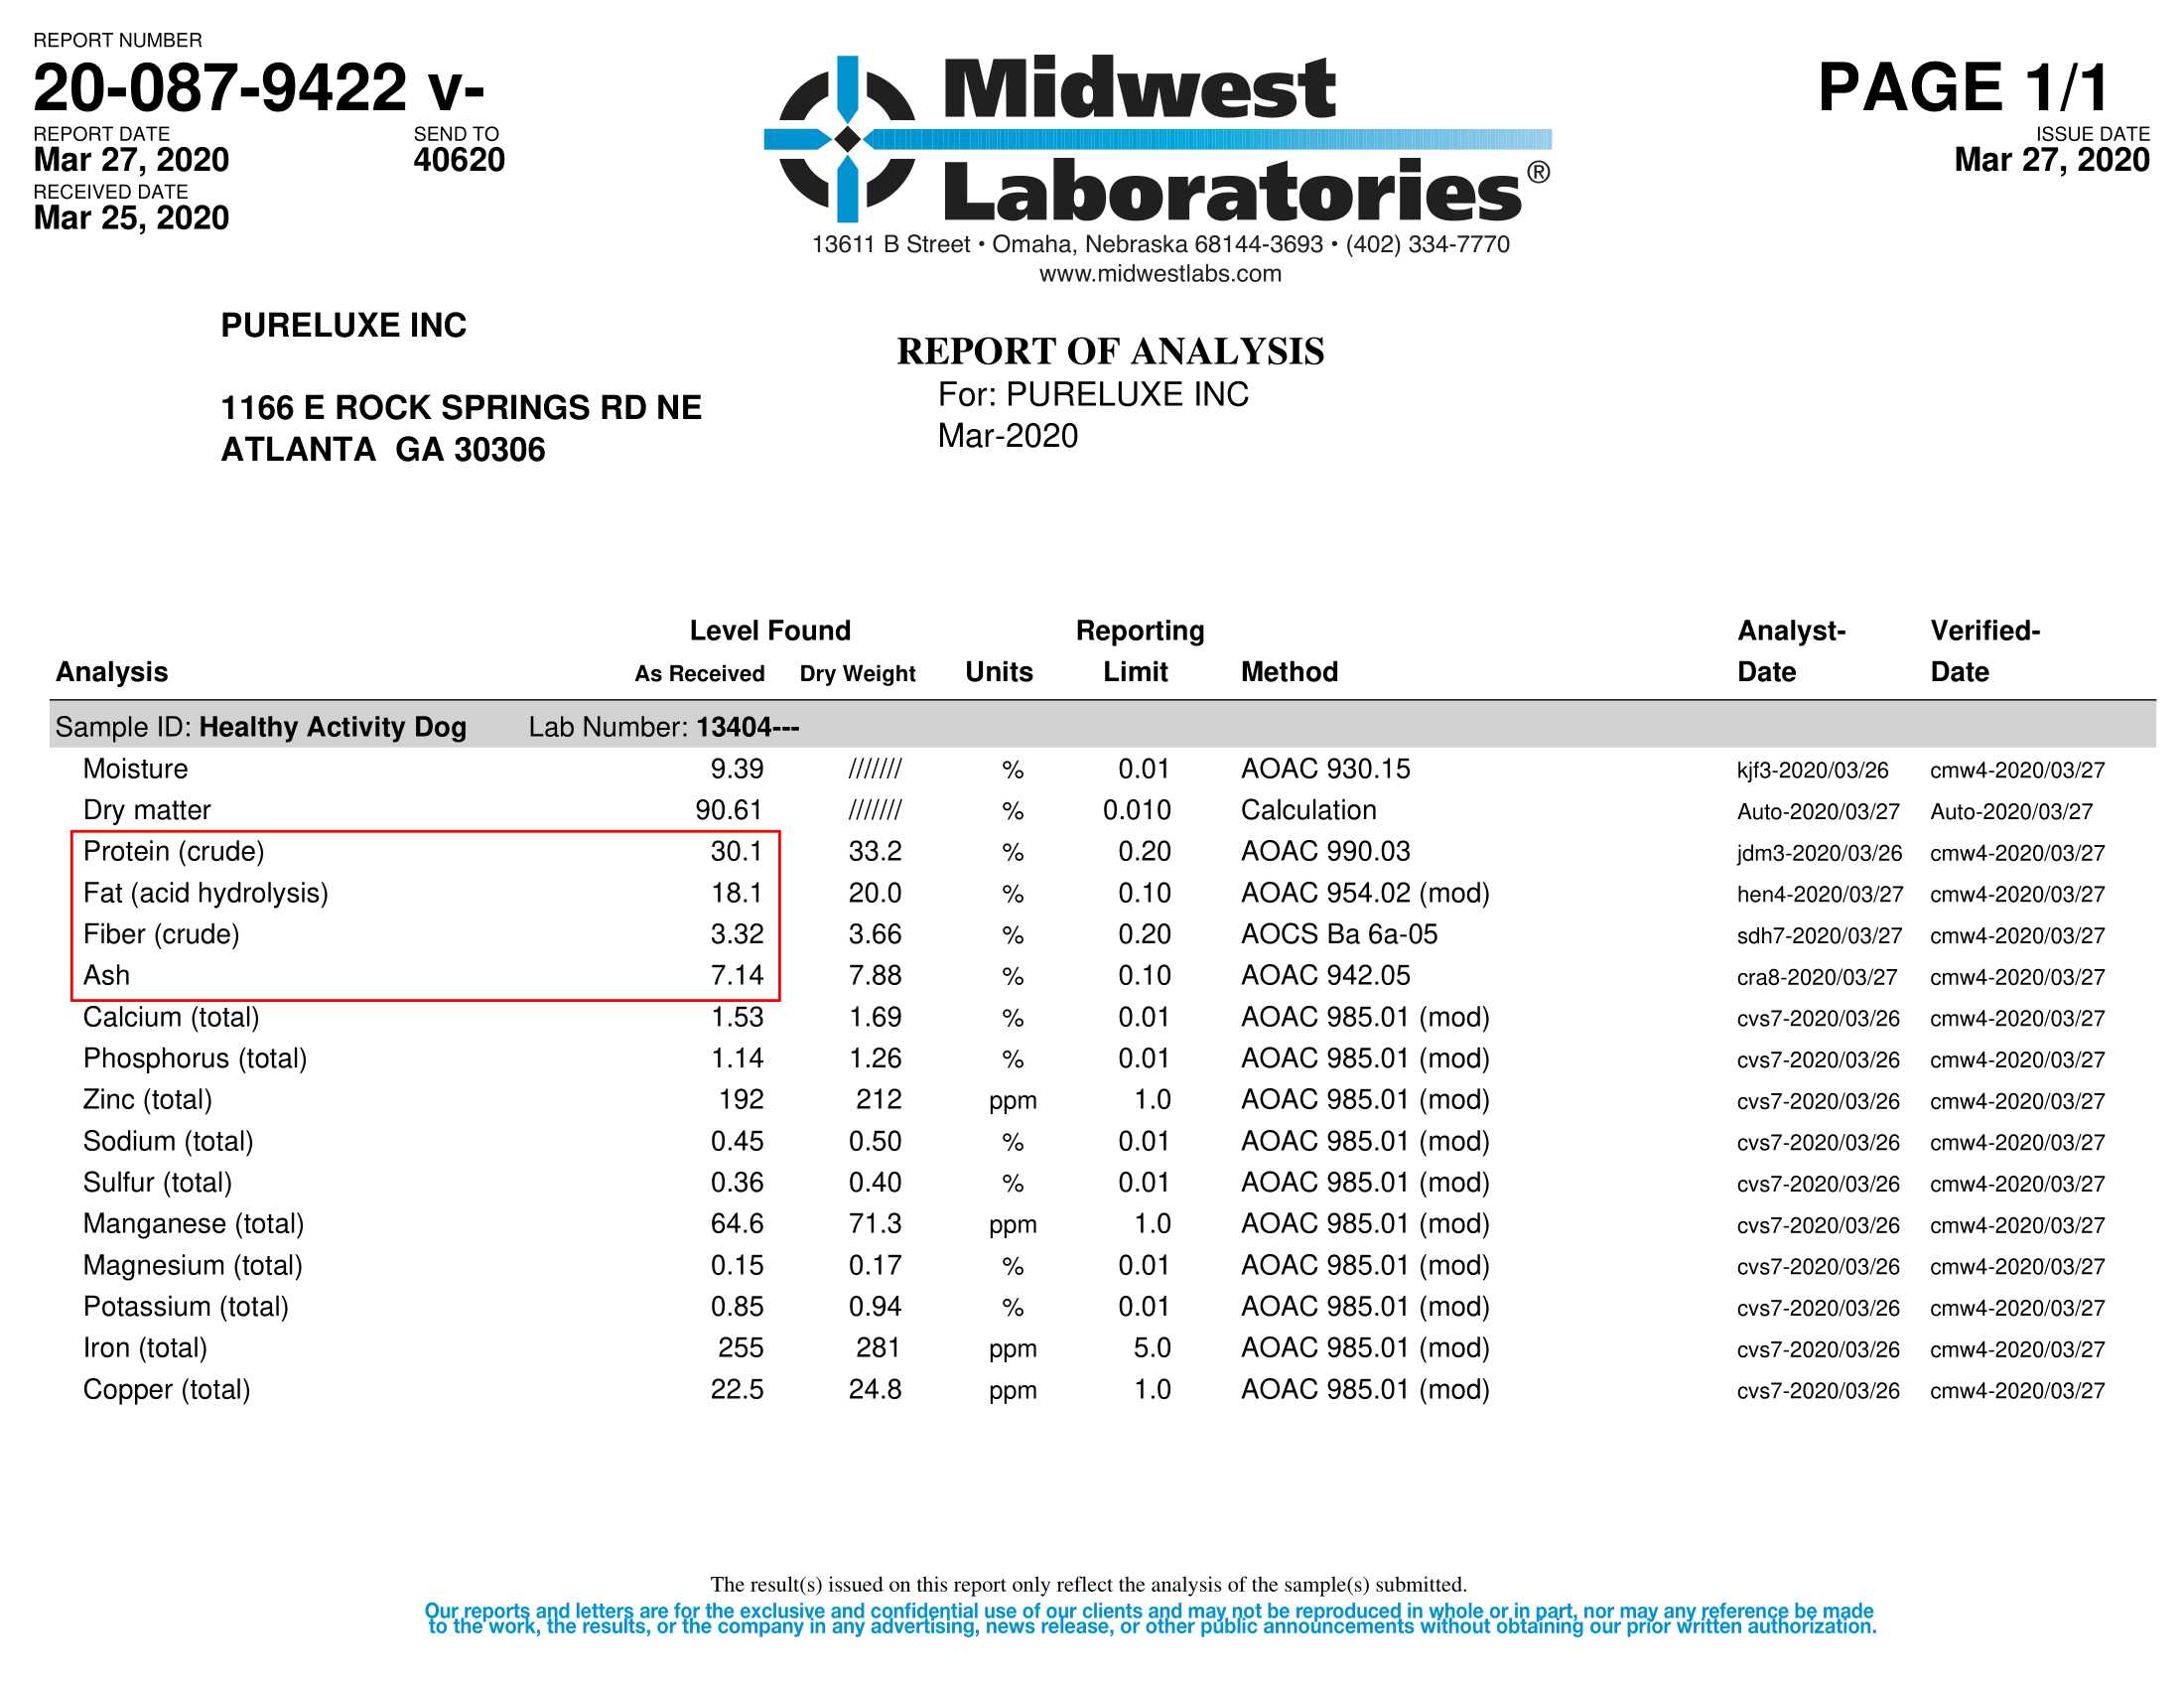 REPORT NUMBER
20-087-9422 v-
REPORT DATE SEND TO
Mar 27, 2020 40620
RECEIVED DATE
Mar 25, 2020
Midwest
Laboratories®
13611 B Street • Omaha, Nebraska 68144-3693 • (402) 334-7770
www.midwestlabs.com
PAGE 1/1
ISSUE DATE
Mar 27, 2020
PURELUXE INC
1166 E ROCK SPRINGS RD NE
ATLANTA GA 30306
REPORT OF ANALYSIS
For: PURELUXE INC
Mar-2020
Level Found Reporting Analyst- Verified-
Analysis As Received Dry Weight Units Limit Method Date Date
Sample ID: Healthy Activity Dog Lab Number: 13404---
Moisture 9.39 /////// % 0.01 AOAC 930.15 kjf3-2020/03/26 cmw4-2020/03/27
Dry matter 90.61 /////// % 0.010 Calculation Auto-2020/03/27 Auto-2020/03/27
Protein (crude) 30.1 33.2 % 0.20 AOAC 990.03 jdm3-2020/03/26 cmw4-2020/03/27
Fat (acid hydrolysis) 18.1 20.0 % 0.10 AOAC 954.02 (mod) hen4-2020/03/27 cmw4-2020/03/27
Fiber (crude) 3.32 3.66 % 0.20 AOCS Ba 6a-05 sdh7-2020/03/27 cmw4-2020/03/27
Ash 7.14 7.88 % 0.10 AOAC 942.05 cra8-2020/03/27 cmw4-2020/03/27
Calcium (total) 1.53 1.69 % 0.01 AOAC 985.01 (mod) cvs7-2020/03/26 cmw4-2020/03/27
Phosphorus (total) 1.14 1.26 % 0.01 AOAC 985.01 (mod) cvs7-2020/03/26 cmw4-2020/03/27
Zinc (total) 192 212 ppm 1.0 AOAC 985.01 (mod) cvs7-2020/03/26 cmw4-2020/03/27
Sodium (total) 0.45 0.50 % 0.01 AOAC 985.01 (mod) cvs7-2020/03/26 cmw4-2020/03/27
Sulfur (total) 0.36 0.40 % 0.01 AOAC 985.01 (mod) cvs7-2020/03/26 cmw4-2020/03/27
Manganese (total) 64.6 71.3 ppm 1.0 AOAC 985.01 (mod) cvs7-2020/03/26 cmw4-2020/03/27
Magnesium (total) 0.15 0.17 % 0.01 AOAC 985.01 (mod) cvs7-2020/03/26 cmw4-2020/03/27
Potassium (total) 0.85 0.94 % 0.01 AOAC 985.01 (mod) cvs7-2020/03/26 cmw4-2020/03/27
Iron (total) 255 281 ppm 5.0 AOAC 985.01 (mod) cvs7-2020/03/26 cmw4-2020/03/27
Copper (total) 22.5 24.8 ppm 1.0 AOAC 985.01 (mod) cvs7-2020/03/26 cmw4-2020/03/27
The result(s) issued on this report only reflect the analysis of the sample(s) submitted.
Our reports and letters are for the exclusive and confidential use of our clients and may not be reproduced in whole or in part, nor may any reference be made
to the work, the results, or the company in any advertising, news release, or other public announcements without obtaining our prior written authorization.